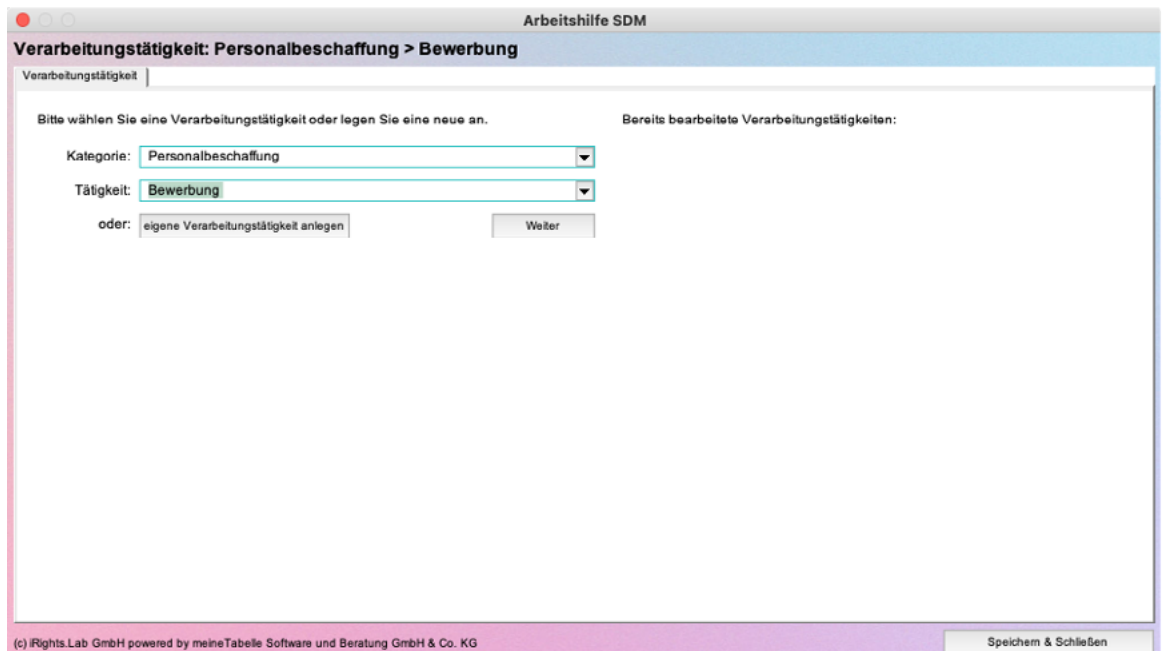 Arbeitshilfe SDM
Verarbeitungstätigkeit: Personalbeschaffung > Bewerbung
Verarbeitungstätigkeit
Bitte wählen Sie eine Verarbeitungstätigkeit oder legen Sie eine neue an.
Bereits bearbeitete Verarbeitungstätigkeiten:
Kategorie: Personalbeschaffung
Tätigkeit: Bewerbung
oder: eigene Verarbeitungstätigkeit anlegen Weiter
(c) iRights.Lab GmbH powered by meineTabelle Software und Beratung GmbH & Co. KG
Speichern & Schließen